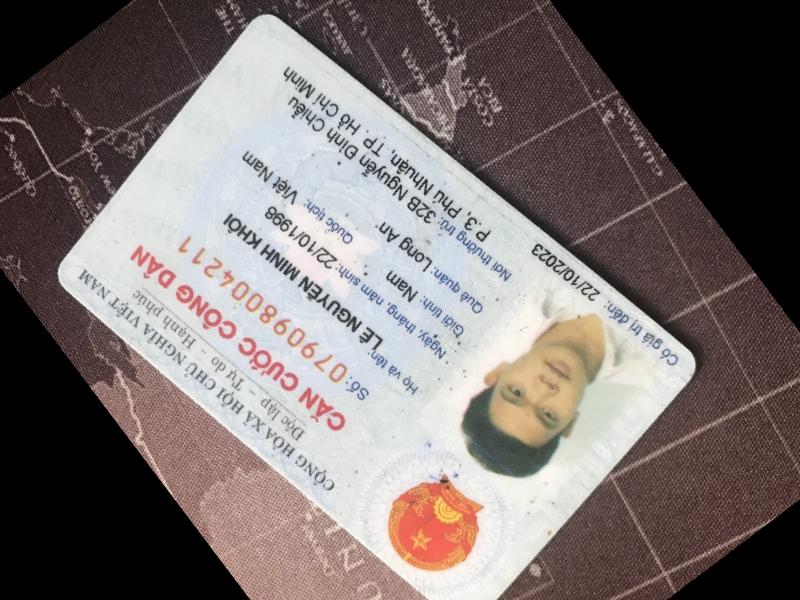 CỘNG HÒA XÃ HỘI CHỦ NGHĨA VIỆT NAM
Độc lập - Tự do - Hạnh phúc
CĂN CƯỚC CÔNG DÂN
Số: 079098004211
Họ và tên:
LÊ NGUYÊN MINH KHÔI
Ngày, tháng, năm sinh: 22/10/1998
Giới tính: Nam Quốc tịch: Việt Nam
Quê quán: Long An
Nơi thường trú: 32B Nguyễn Đình Chiểu
P.3, Phú Nhuận, TP. Hồ Chí Minh
Có giá trị đến: 22/10/2023
COSTA
RICA